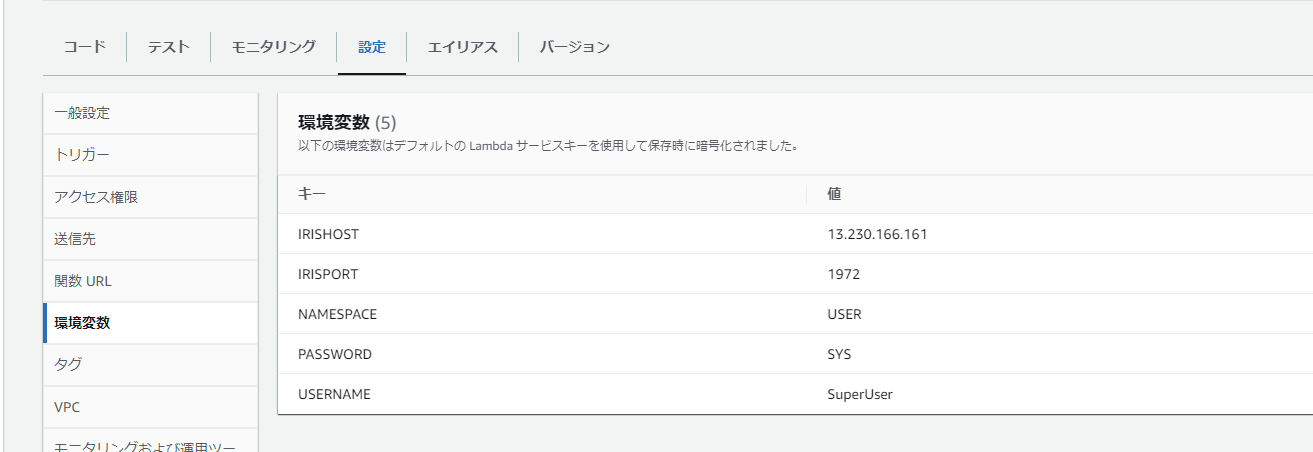 コード テスト モニタリング 設定 エイリアス バージョン
一般設定
トリガー
アクセス権限
送信先
関数 URL
環境変数
タグ
VPC
モニタリングおよび運用ツー
環境変数 (5)
以下の環境変数はデフォルトの Lambda サービスキーを使用して保存時に暗号化されました。
キー 値
IRISHOST 13.230.166.161
IRISPORT 1972
NAMESPACE USER
PASSWORD SYS
USERNAME SuperUser